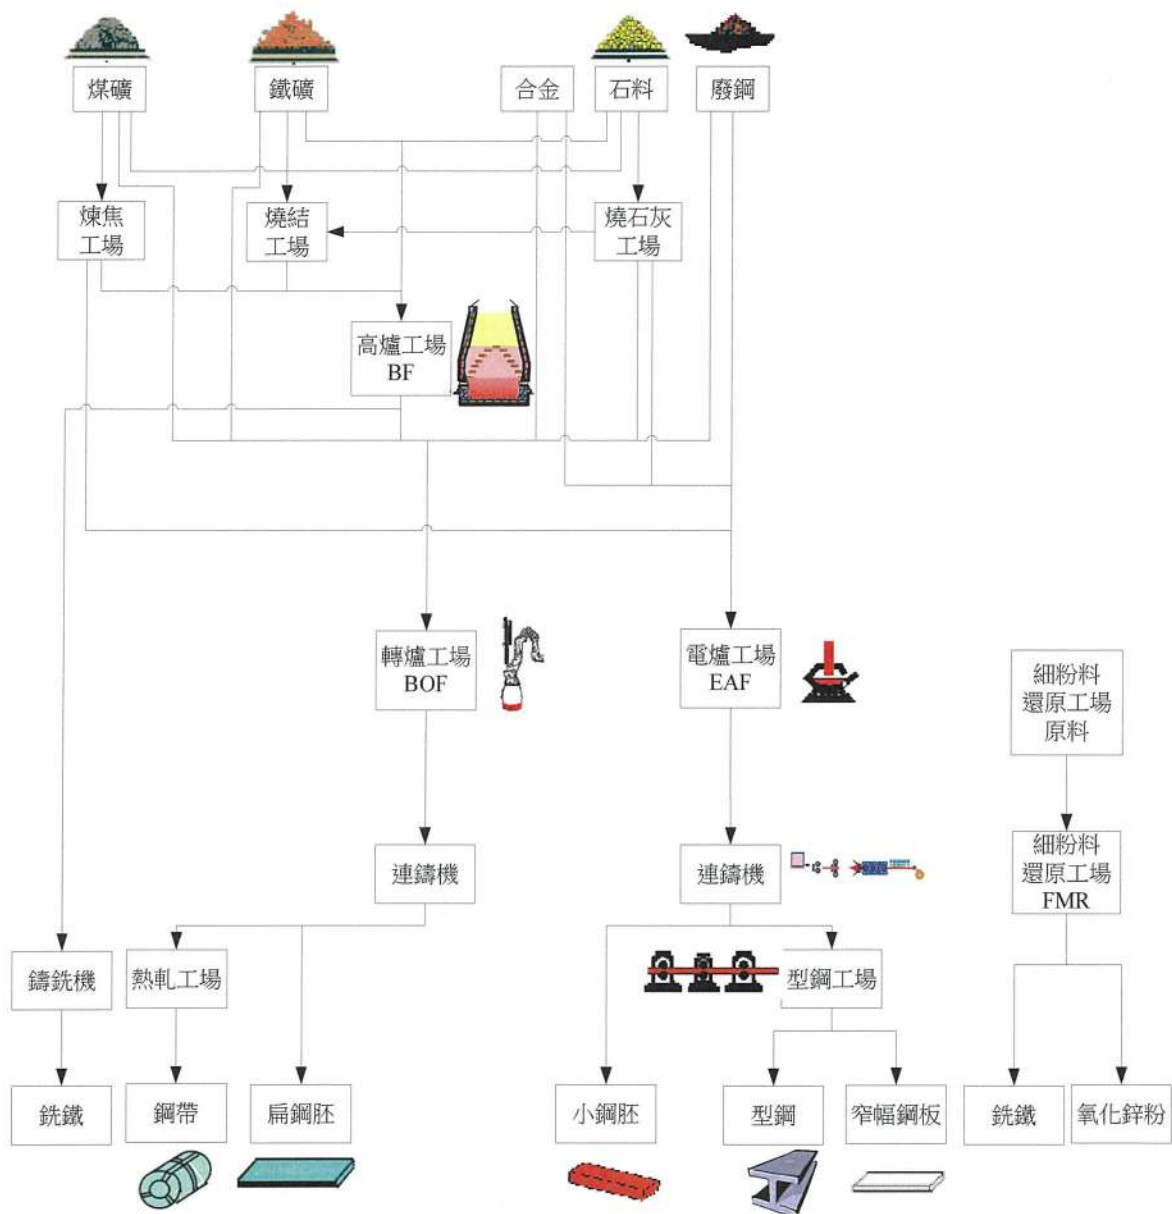 煤礦
鐵礦
合金
石料
廢鋼
煉焦
工場
燒結
工場
燒石灰
工場
高爐工場
BF
轉爐工場
BOF
電爐工場
EAF
細粉料
還原工場
原料
連鑄機
連鑄機
細粉料
還原工場
FMR
鑄銑機
熱軋工場
型鋼工場
銑鐵
鋼帶
扁鋼胚
小鋼胚
型鋼
窄幅鋼板
銑鐵
氧化鋅粉